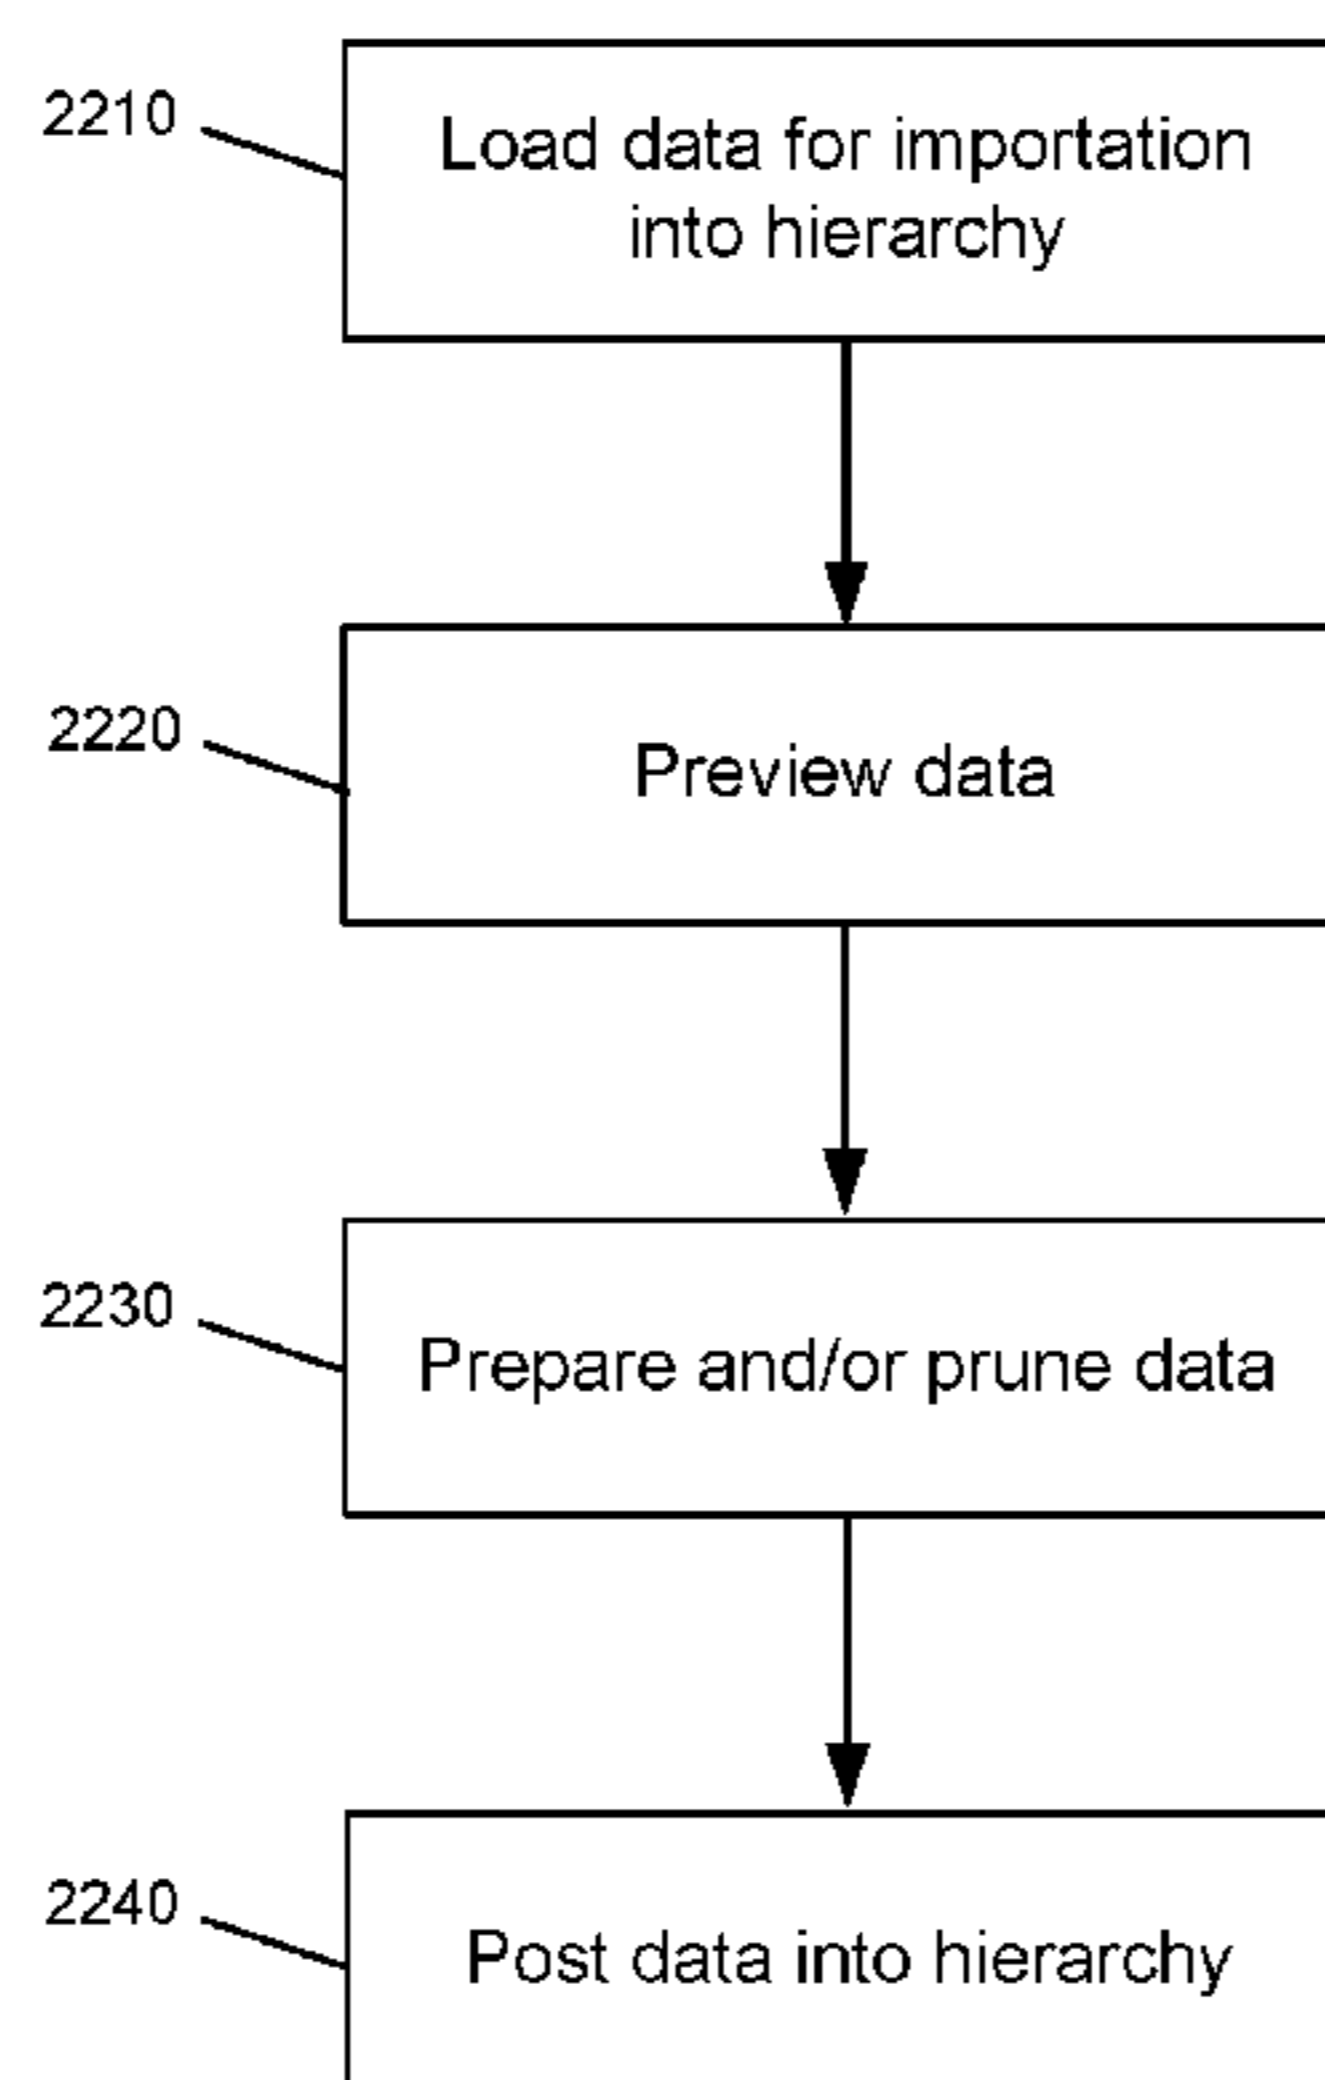 2210
Load data for importation
into hierarchy
2220
Preview data
2230
Prepare and/or prune data
2240
Post data into hierarchy